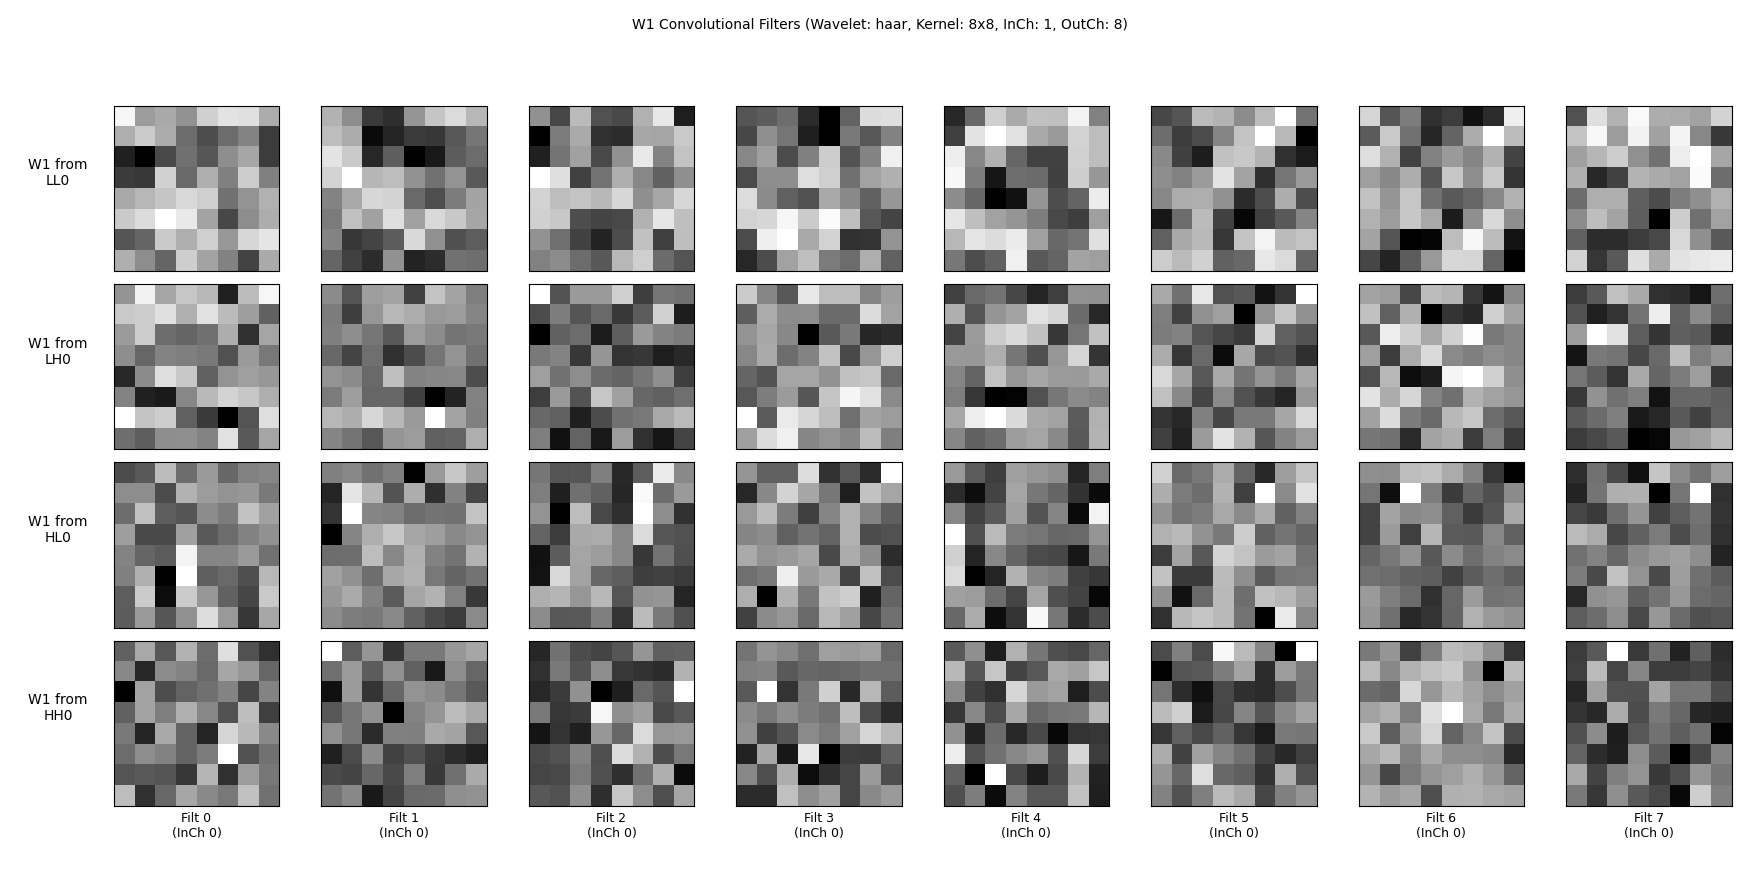 W1 Convolutional Filters (Wavelet: haar, Kernel: 8x8, InCh: 1, OutCh: 8)
W1 from
LL0
W1 from
LH0
W1 from
HL0
W1 from
HH0
Filt 0
(InCh 0)
Filt 1
(InCh 0)
Filt 2
(InCh 0)
Filt 3
(InCh 0)
Filt 4
(InCh 0)
Filt 5
(InCh 0)
Filt 6
(InCh 0)
Filt 7
(InCh 0)